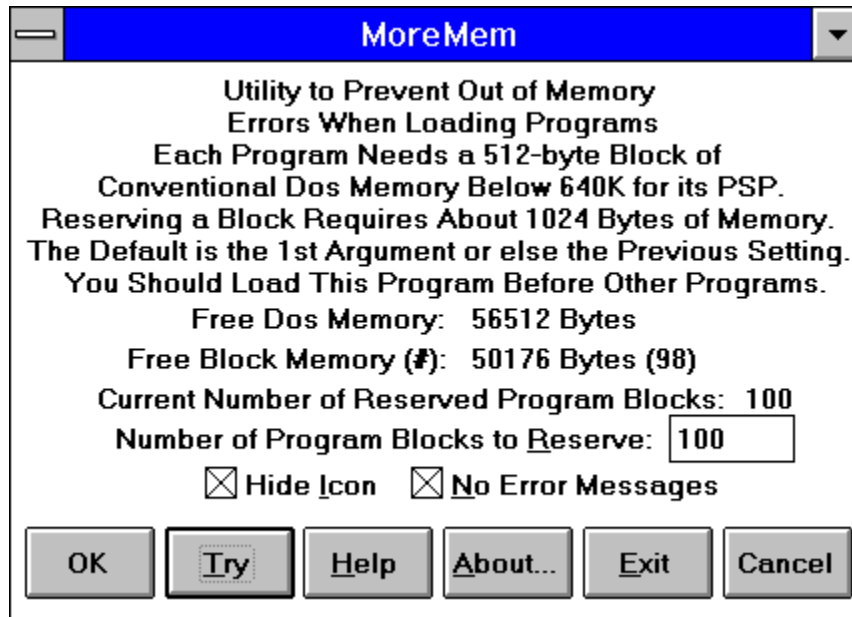 MoreMem
Utility to Prevent Out of Memory
Errors When Loading Programs
Each Program Needs a 512-byte Block of
Conventional Dos Memory Below 640K for its PSP.
Reserving a Block Requires About 1024 Bytes of Memory.
The Default is the 1st Argument or else the Previous Setting.
You Should Load This Program Before Other Programs.
Free Dos Memory: 56512 Bytes
Free Block Memory (#): 50176 Bytes (98)
Current Number of Reserved Program Blocks: 100
Number of Program Blocks to Reserve: 100
Hide Icon No Error Messages
OK Try Help About... Exit Cancel